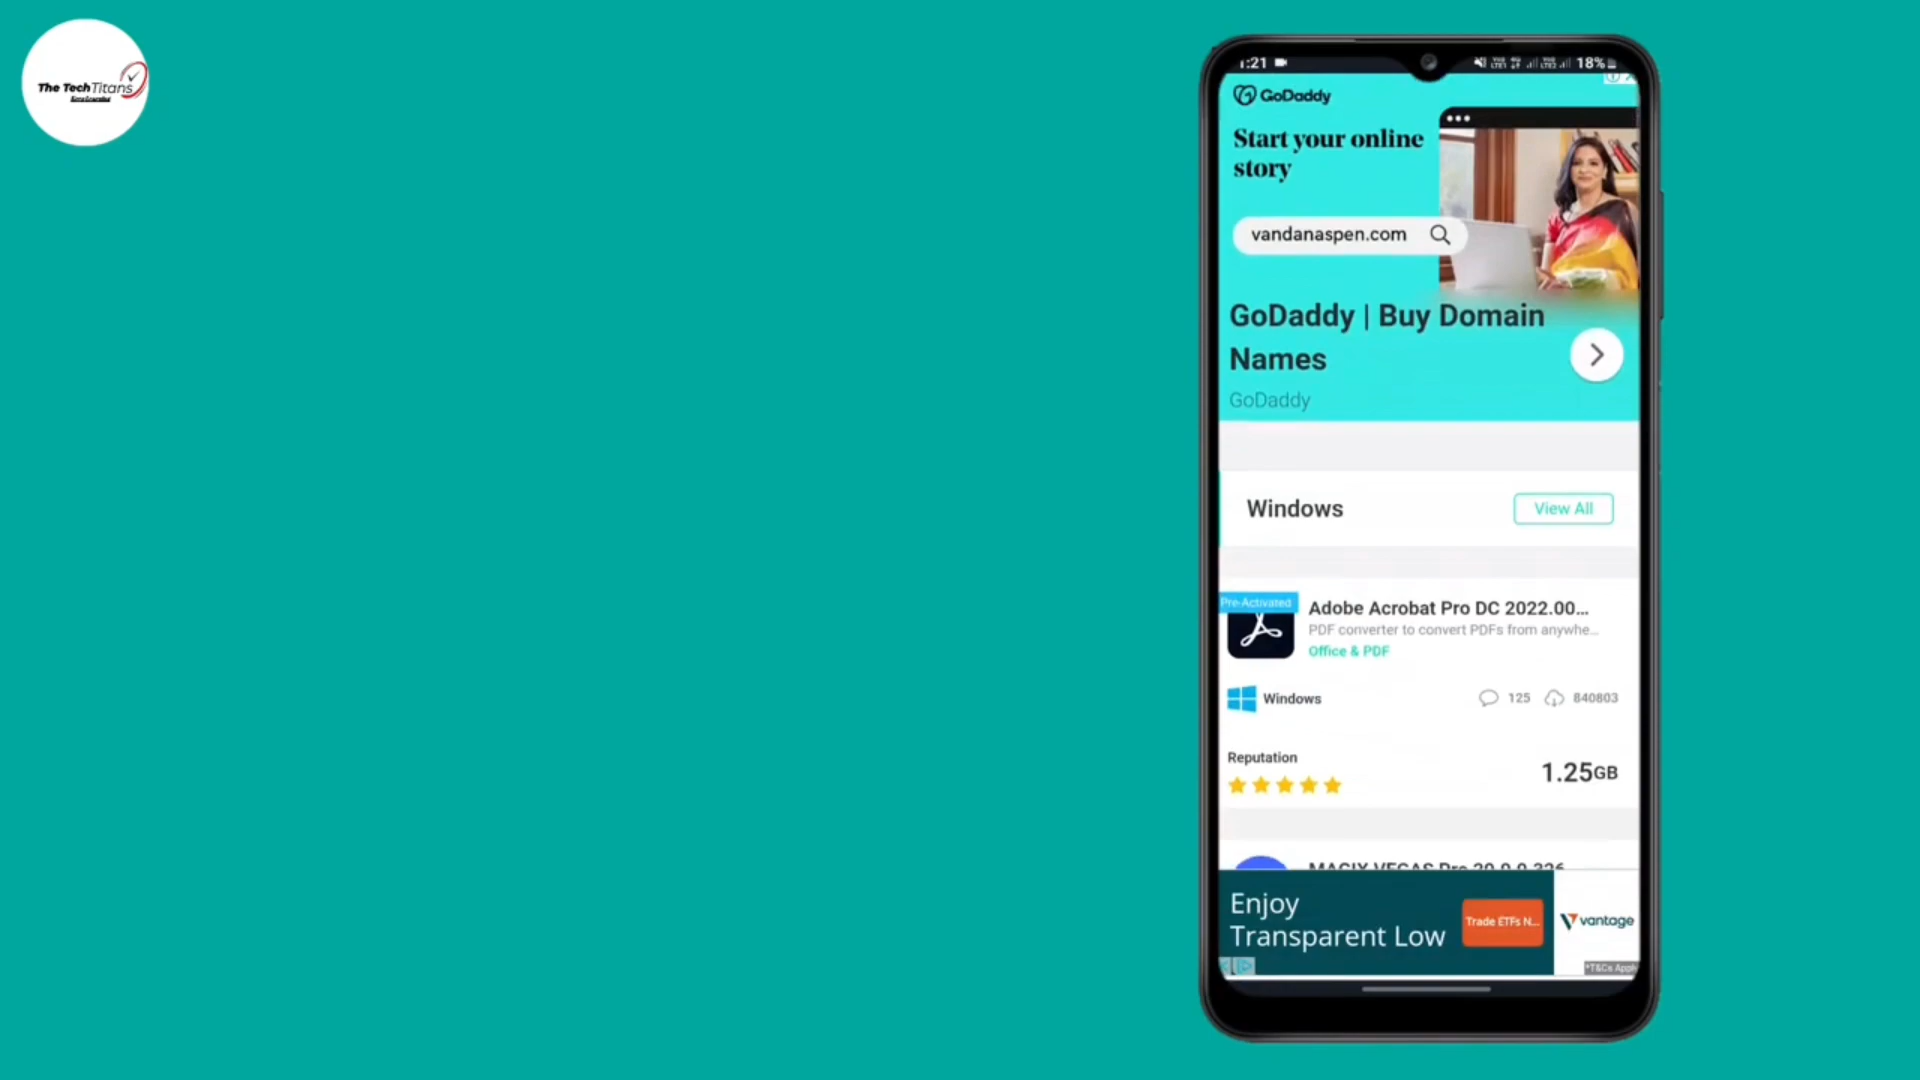 The TechTitans
1:21
18%
GoDaddy
Start your online
story
vandanaspen.com
GoDaddy | Buy Domain
Names
GoDaddy
Windows
View All
Pre-Activated
Adobe Acrobat Pro DC 2022.00...
PDF converter to convert PDFs from anywhe...
Office & PDF
Windows
125
840803
Reputation
1.25GB
MAGIX VEGAS Pro 20.0.0.326
Enjoy
Transparent Low
Trade ETFs N...
vantage
*T&Cs Apply